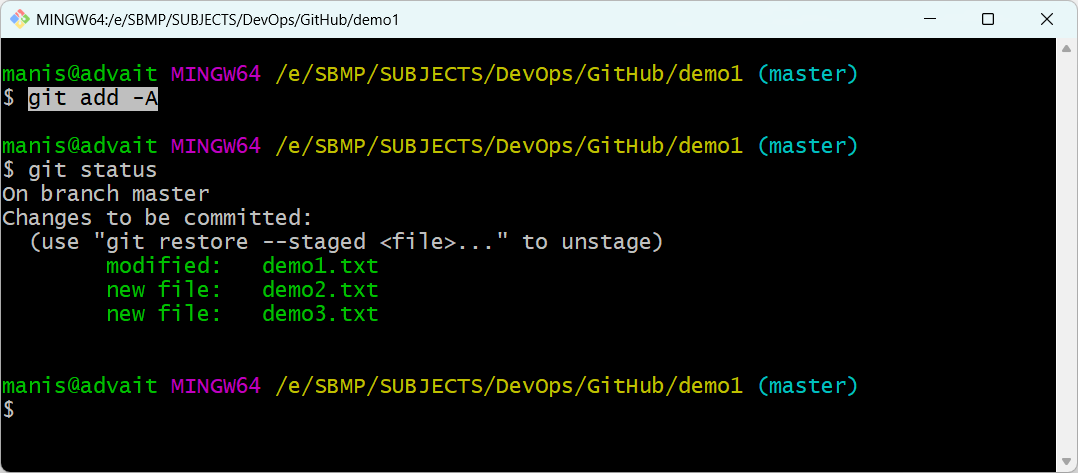 MINGW64:/e/SBMP/SUBJECTS/DevOps/GitHub/demo1
manis@advait MINGW64 /e/SBMP/SUBJECTS/DevOps/GitHub/demo1 (master)
$ git add -A
manis@advait MINGW64 /e/SBMP/SUBJECTS/DevOps/GitHub/demo1 (master)
$ git status
On branch master
Changes to be committed:
  (use "git restore --staged <file>..." to unstage)
        modified:   demo1.txt
        new file:   demo2.txt
        new file:   demo3.txt
manis@advait MINGW64 /e/SBMP/SUBJECTS/DevOps/GitHub/demo1 (master)
$